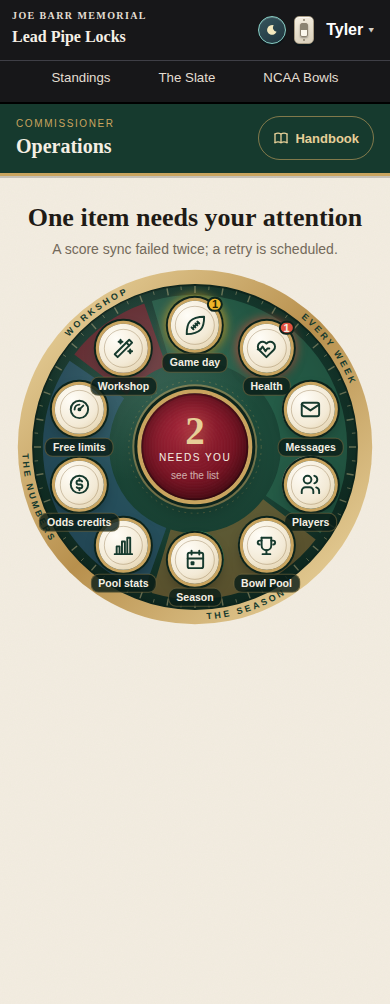 JOE BARR MEMORIAL
Lead Pipe Locks
Tyler
Standings
The Slate
NCAA Bowls
COMMISSIONER
Operations
Handbook
One item needs your attention
A score sync failed twice; a retry is scheduled.
WORKSHOP
EVERY WEEK
1
Game day
1
Health
Workshop
Free limits
Messages
2
NEEDS YOU
see the list
Odds credits
Players
Pool stats
Season
Bowl Pool
THE SEASON